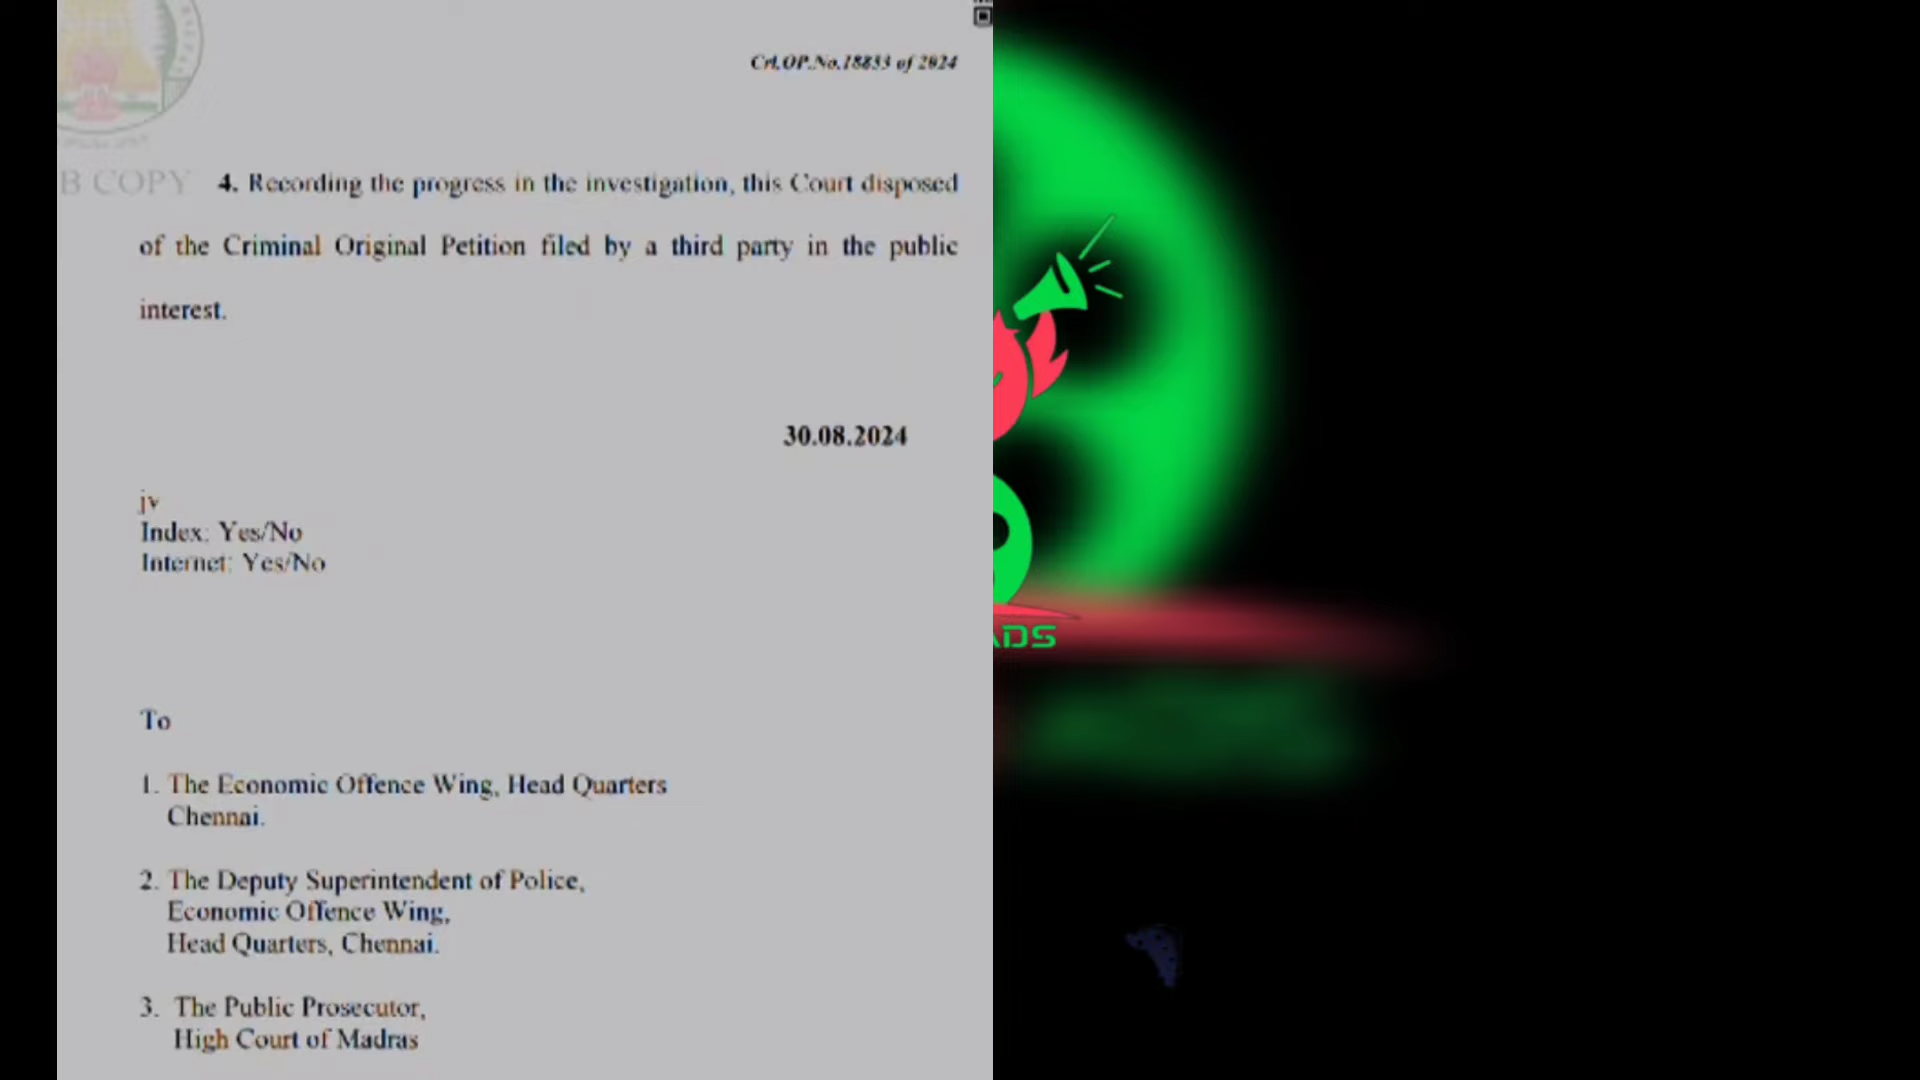 Crl.OP.No.18833 of 2024
B COPY
4. Recording the progress in the investigation, this Court disposed
of the Criminal Original Petition filed by a third party in the public
interest.
30.08.2024
jv
Index: Yes/No
Internet: Yes/No
To
1. The Economic Offence Wing, Head Quarters
Chennai.
2. The Deputy Superintendent of Police,
Economic Offence Wing,
Head Quarters, Chennai.
3. The Public Prosecutor,
High Court of Madras
ADS